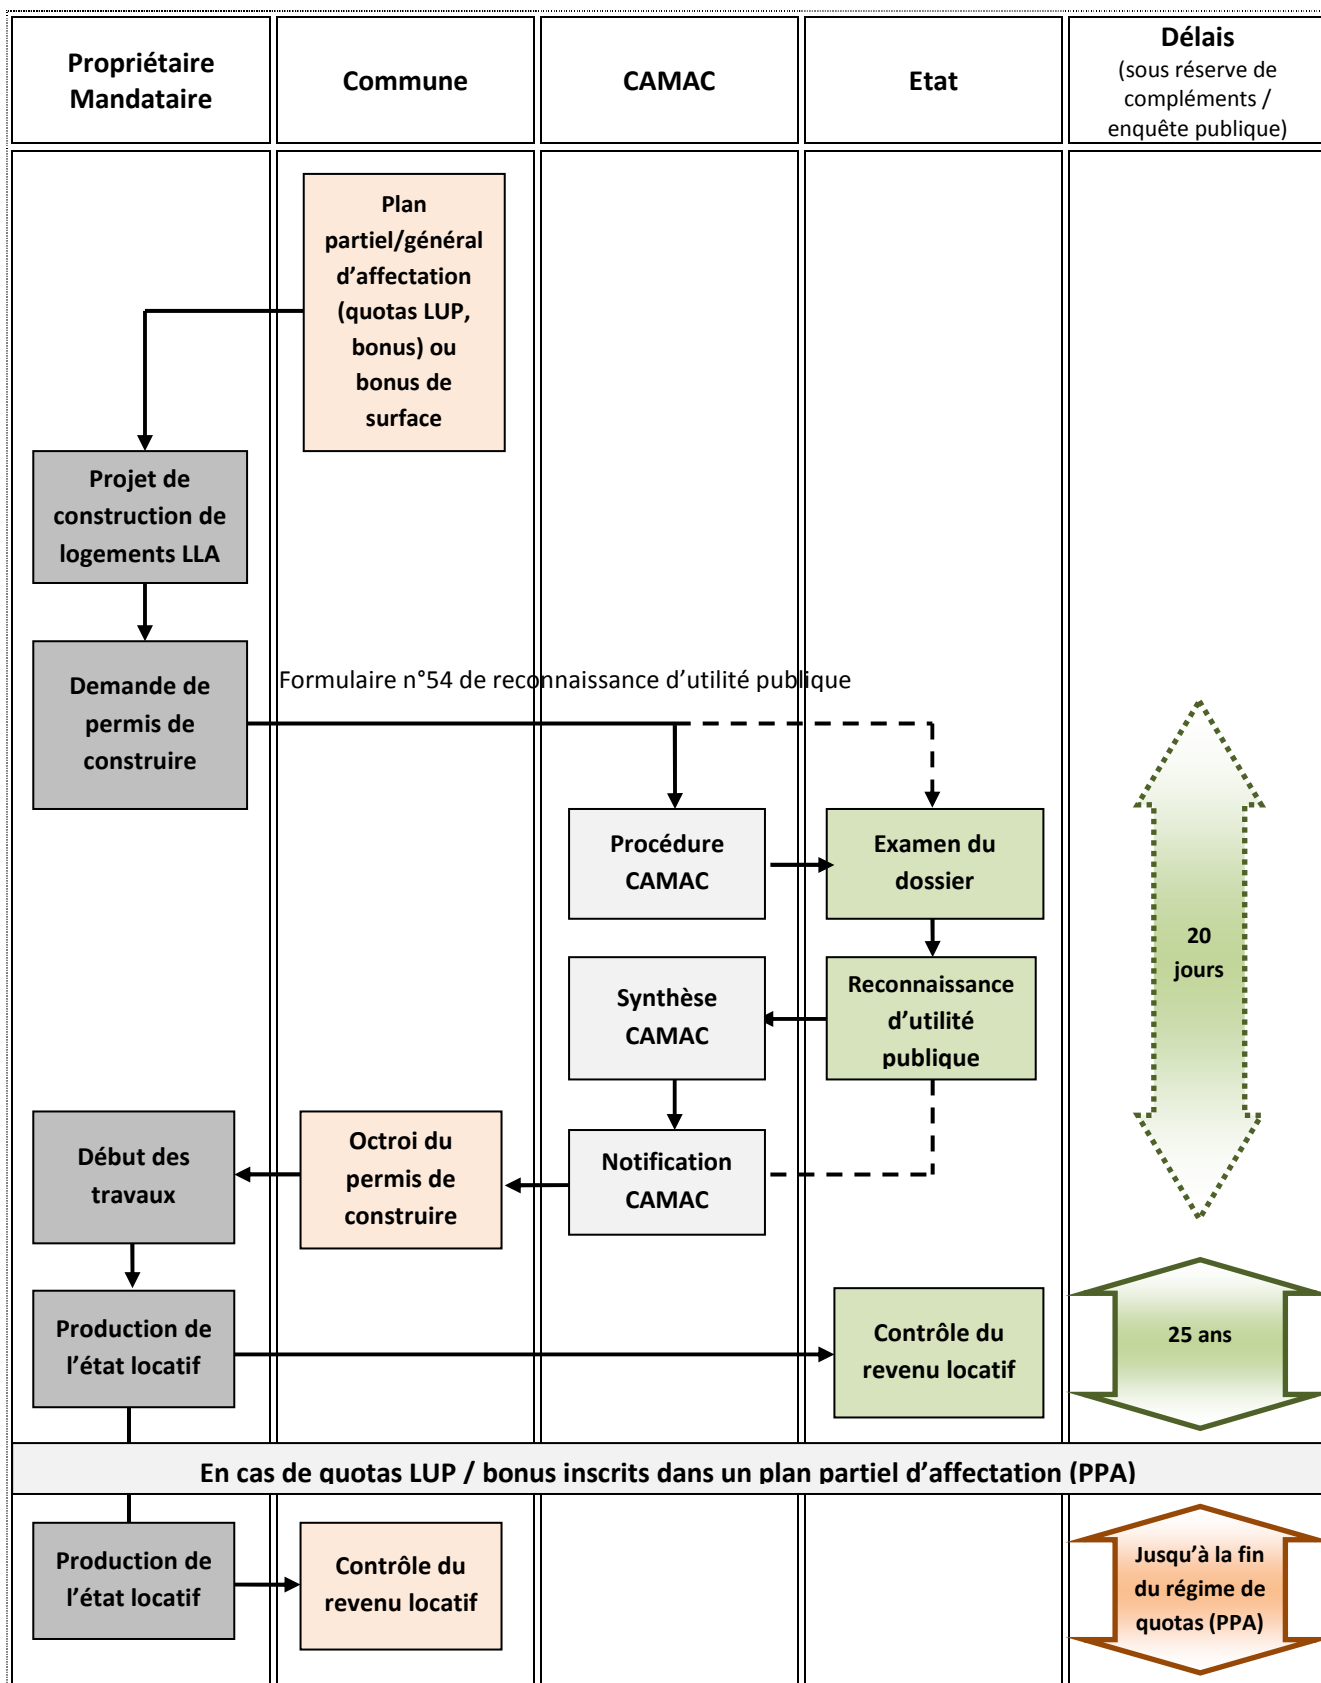 Propriétaire
Mandataire
Commune
CAMAC
Etat
Délais
(sous réserve de
compléments /
enquête publique)
Plan
partiel/général
d’affectation
(quotas LUP,
bonus) ou
bonus de
surface
Projet de
construction de
logements LLA
Demande de
permis de
construire
Formulaire n°54 de reconnaissance d’utilité publique
Procédure
CAMAC
Examen du
dossier
20
jours
Synthèse
CAMAC
Reconnaissance
d’utilité
publique
Début des
travaux
Octroi du
permis de
construire
Notification
CAMAC
Production de
l’état locatif
Contrôle du
revenu locatif
25 ans
En cas de quotas LUP / bonus inscrits dans un plan partiel d’affectation (PPA)
Production de
l’état locatif
Contrôle du
revenu locatif
Jusqu’à la fin
du régime de
quotas (PPA)